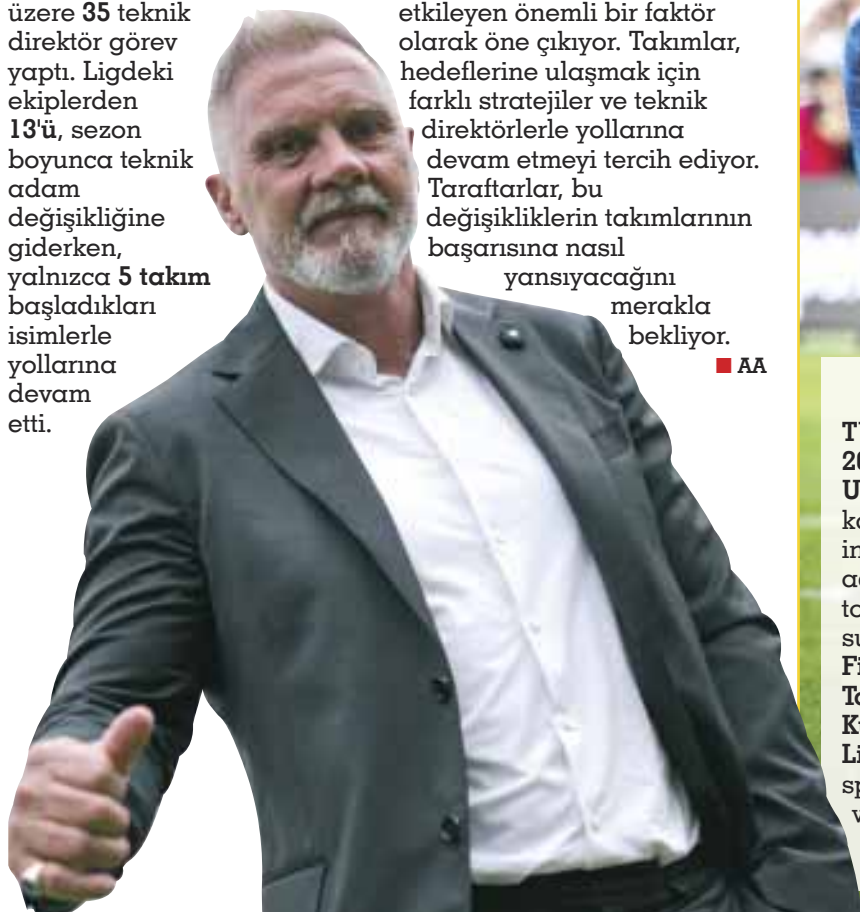 üzere 35 teknik
direktör görev
yaptı. Ligdeki
ekiplerden
13'ü, sezon
boyunca teknik
adam
değişikliğine
giderken,
yalnızca 5 takım
başladıkları
isimlerle
yollarına
devam
etti.
etkileyen önemli bir faktör
olarak öne çıkıyor. Takımlar,
hedeflerine ulaşmak için
farklı stratejiler ve teknik
direktörlerle yollarına
devam etmeyi tercih ediyor.
Taraftarlar, bu
değişikliklerin takımlarının
başarısına nasıl
yansıyacağını
merakla
bekliyor.
■ AA